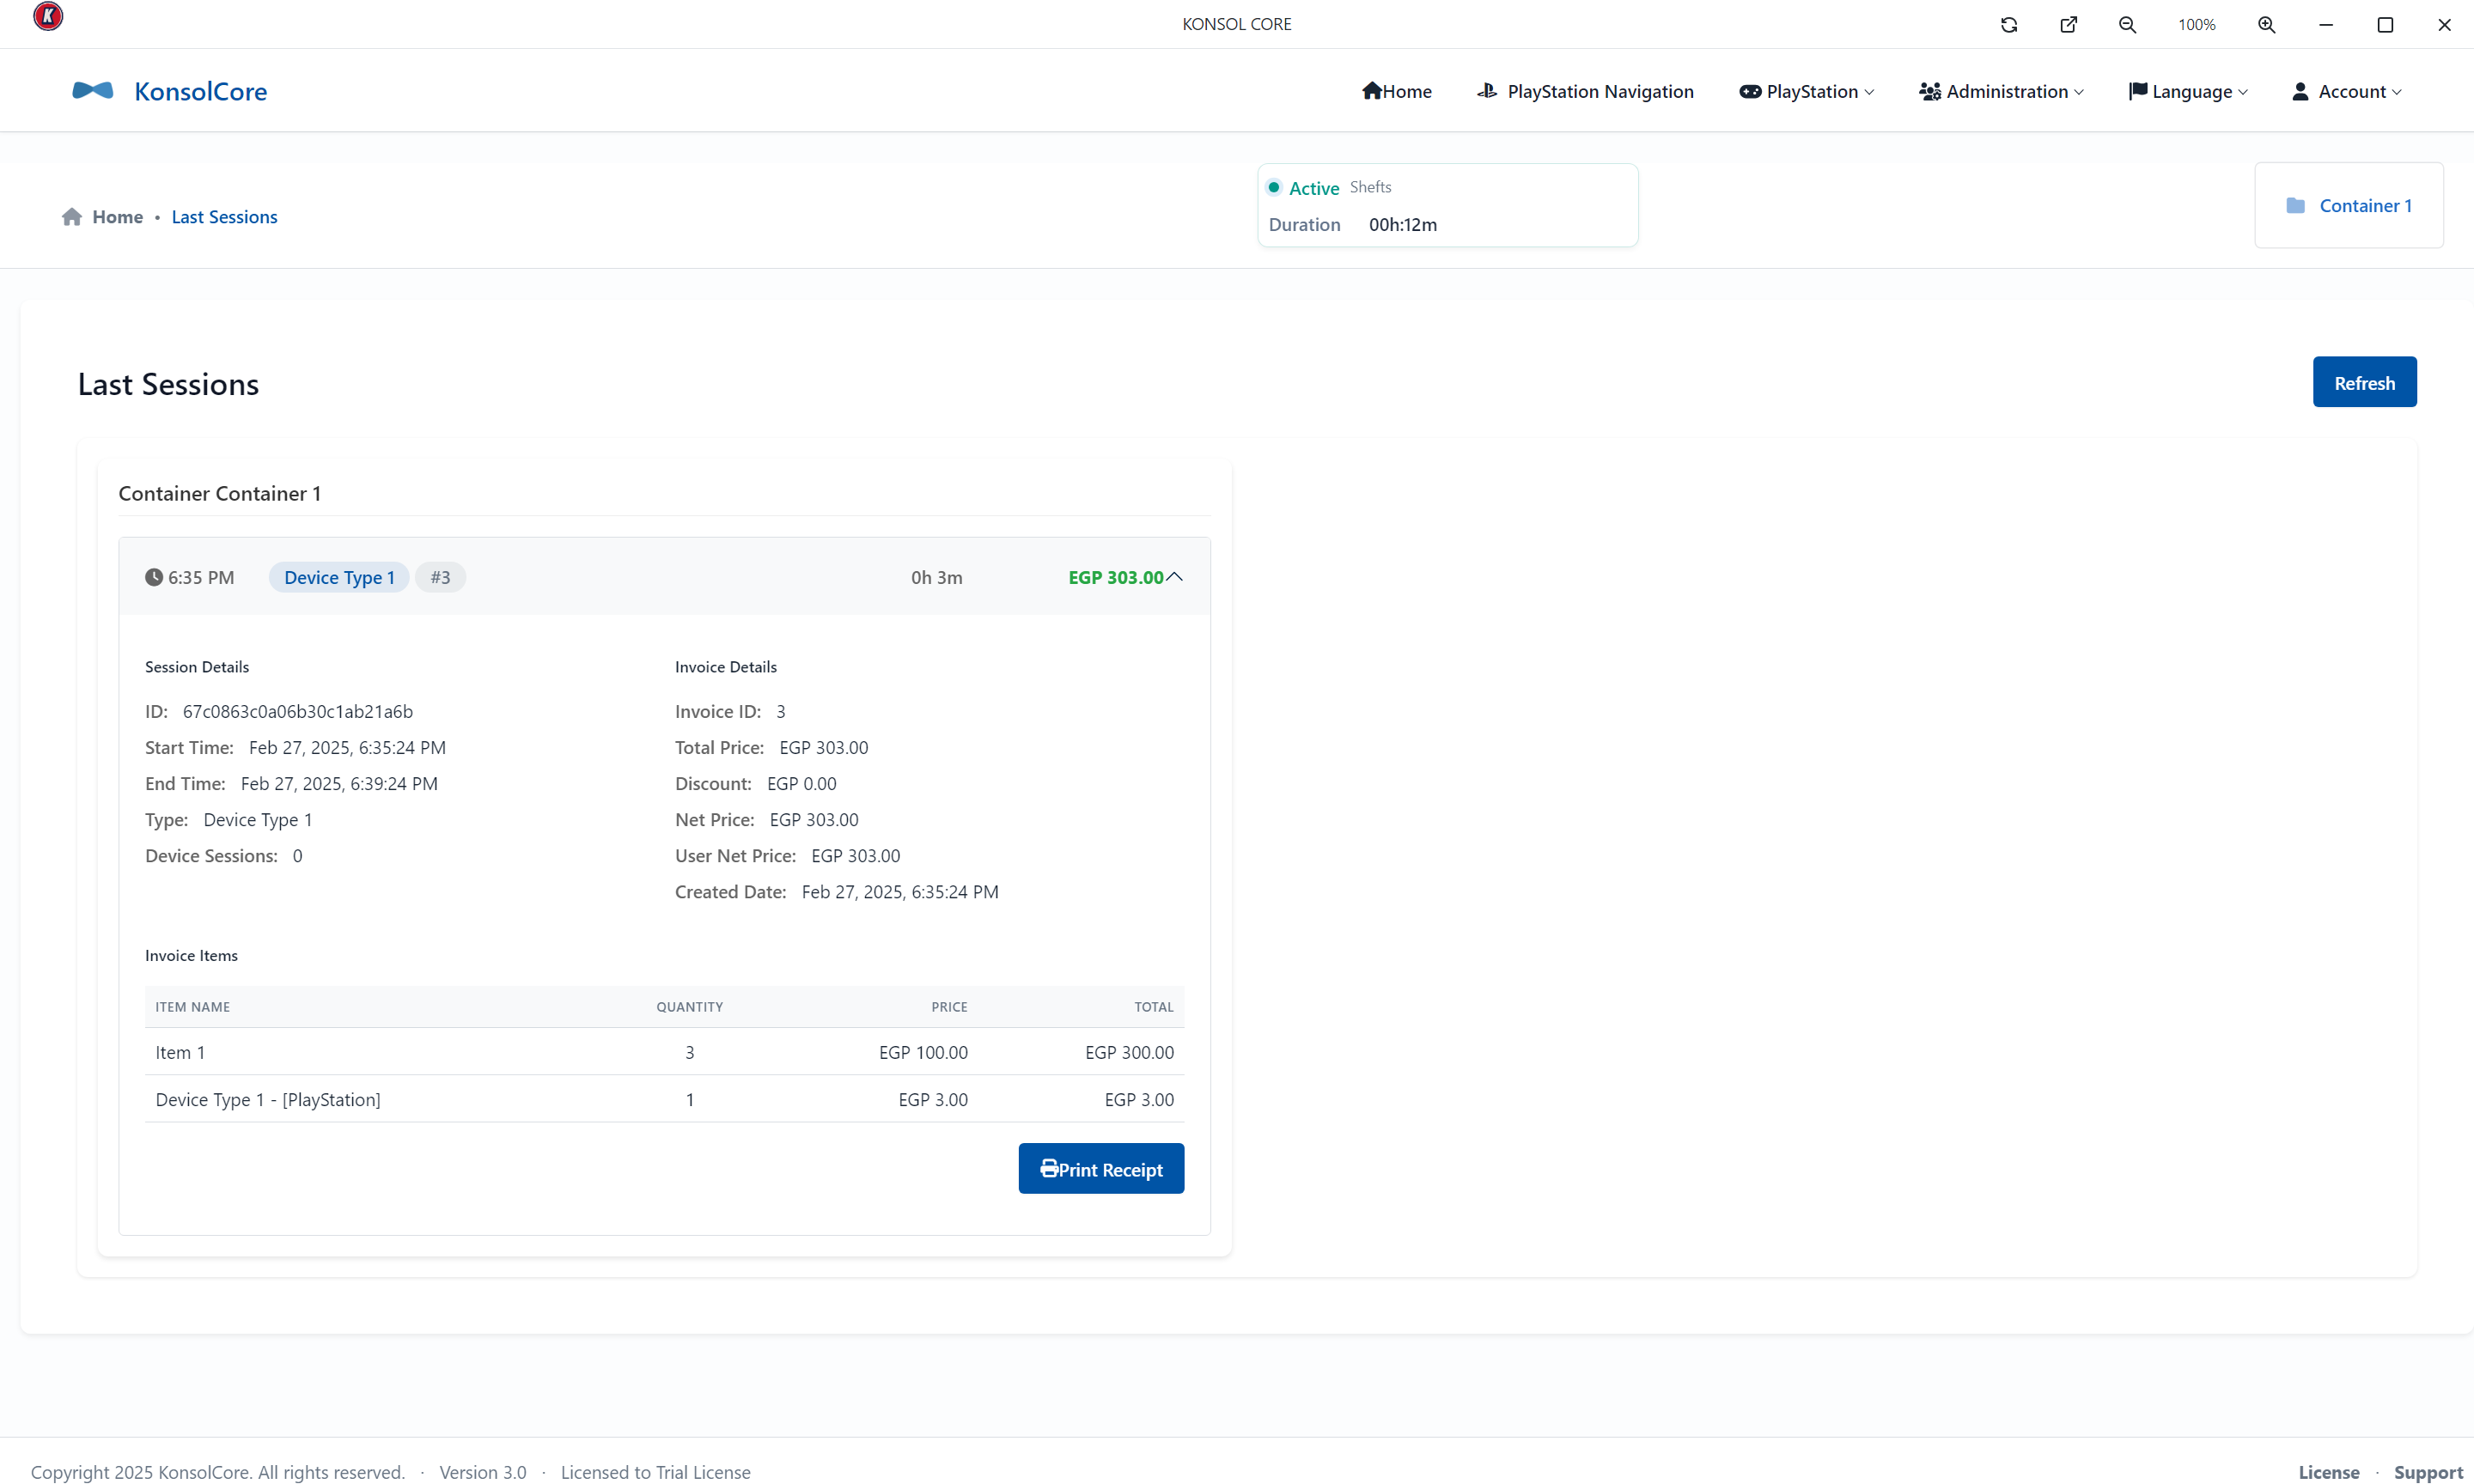 K
KONSOL CORE
100%
KonsolCore
Home
PlayStation Navigation
PlayStation
Administration
Language
Account
Home • Last Sessions
Active Shefts
Duration 00h:12m
Container 1
Last Sessions
Refresh
Container Container 1
6:35 PM
Device Type 1
#3
0h 3m
EGP 303.00
Session Details
ID: 67c0863c0a06b30c1ab21a6b
Start Time: Feb 27, 2025, 6:35:24 PM
End Time: Feb 27, 2025, 6:39:24 PM
Type: Device Type 1
Device Sessions: 0
Invoice Details
Invoice ID: 3
Total Price: EGP 303.00
Discount: EGP 0.00
Net Price: EGP 303.00
User Net Price: EGP 303.00
Created Date: Feb 27, 2025, 6:35:24 PM
Invoice Items
ITEM NAME QUANTITY PRICE TOTAL
Item 1 3 EGP 100.00 EGP 300.00
Device Type 1 - [PlayStation] 1 EGP 3.00 EGP 3.00
Print Receipt
Copyright 2025 KonsolCore. All rights reserved. · Version 3.0 · Licensed to Trial License
License · Support